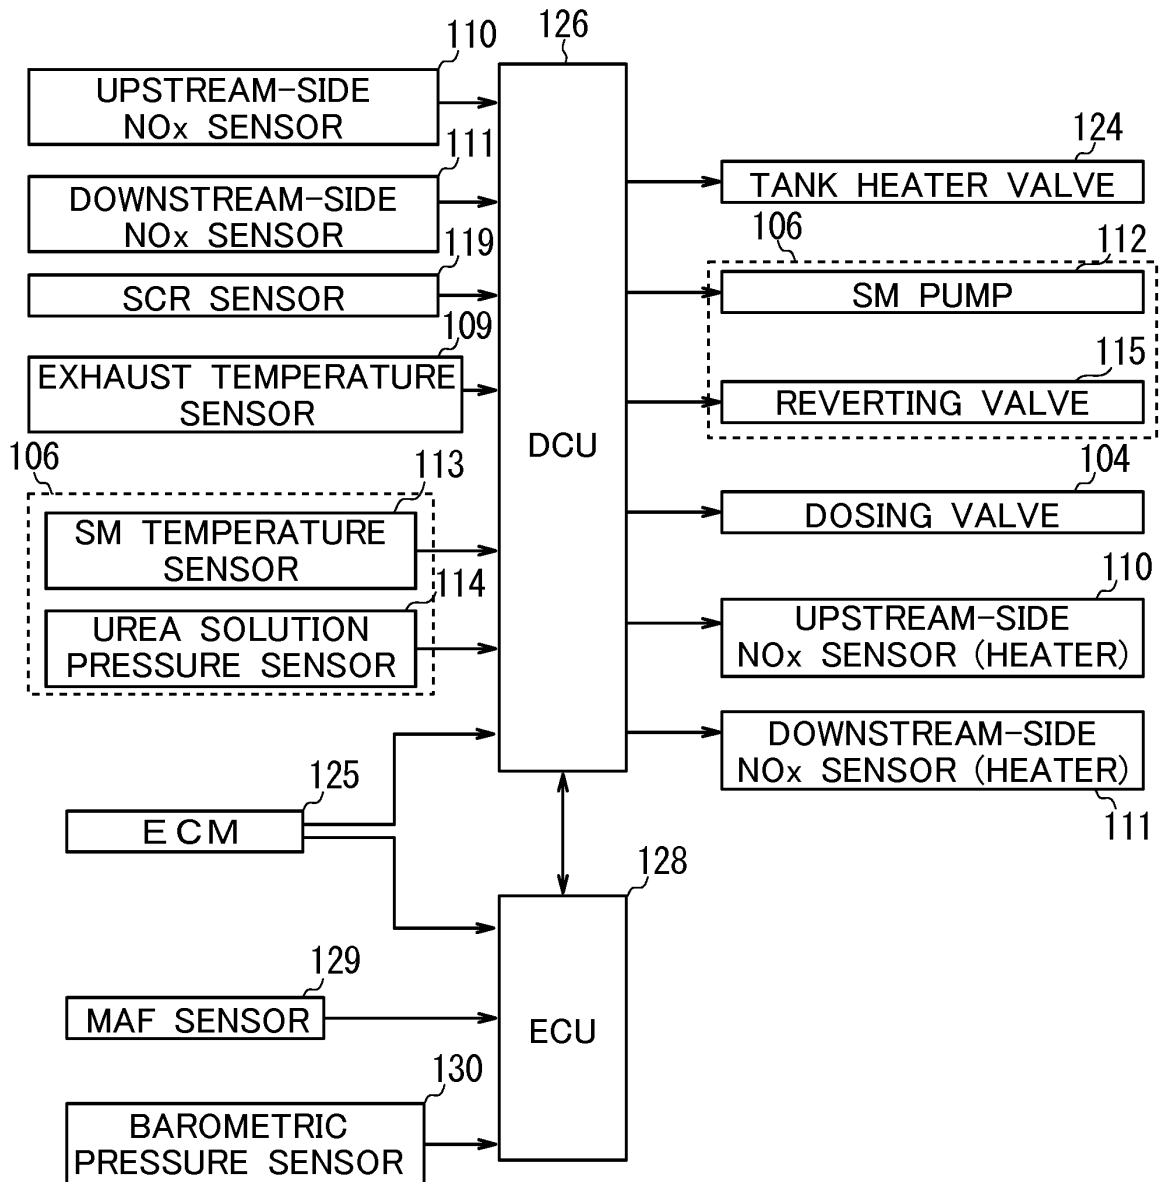 110
UPSTREAM-SIDE
NOx SENSOR
111
DOWNSTREAM-SIDE
NOx SENSOR
119
SCR SENSOR
109
EXHAUST TEMPERATURE
SENSOR
106
113
SM TEMPERATURE
SENSOR
114
UREA SOLUTION
PRESSURE SENSOR
125
ECM
129
MAF SENSOR
130
BAROMETRIC
PRESSURE SENSOR
126
DCU
128
ECU
124
TANK HEATER VALVE
106
112
SM PUMP
115
REVERTING VALVE
104
DOSING VALVE
110
UPSTREAM-SIDE
NOx SENSOR (HEATER)
DOWNSTREAM-SIDE
NOx SENSOR (HEATER)
111